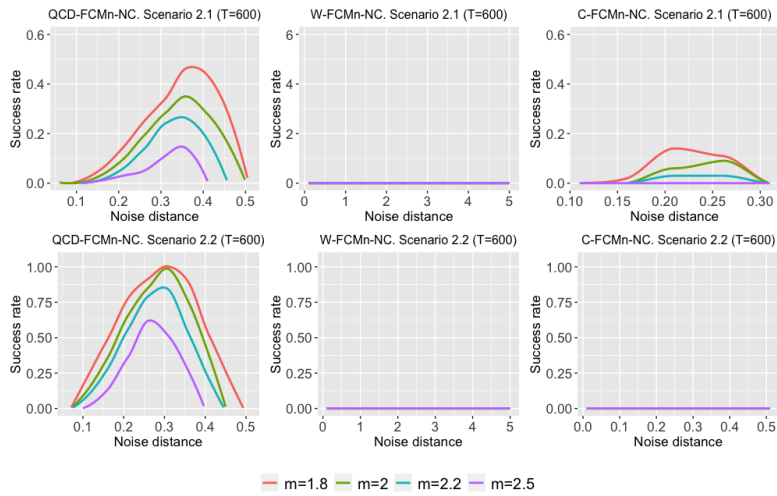 QCD-FCMn-NC. Scenario 2.1 (T=600)
W-FCMn-NC. Scenario 2.1 (T=600)
C-FCMn-NC. Scenario 2.1 (T=600)
Success rate
0.6
0.4
0.2
0.0
0.1 0.2 0.3 0.4 0.5
Noise distance
Success rate
6
4
2
0
0 1 2 3 4 5
Noise distance
Success rate
0.6
0.4
0.2
0.0
0.10 0.15 0.20 0.25 0.30
Noise distance
QCD-FCMn-NC. Scenario 2.2 (T=600)
W-FCMn-NC. Scenario 2.2 (T=600)
C-FCMn-NC. Scenario 2.2 (T=600)
Success rate
1.00
0.75
0.50
0.25
0.00
0.1 0.2 0.3 0.4 0.5
Noise distance
Success rate
1.00
0.75
0.50
0.25
0.00
0 1 2 3 4 5
Noise distance
Success rate
1.00
0.75
0.50
0.25
0.00
0.0 0.1 0.2 0.3 0.4 0.5
Noise distance
m=1.8 m=2 m=2.2 m=2.5